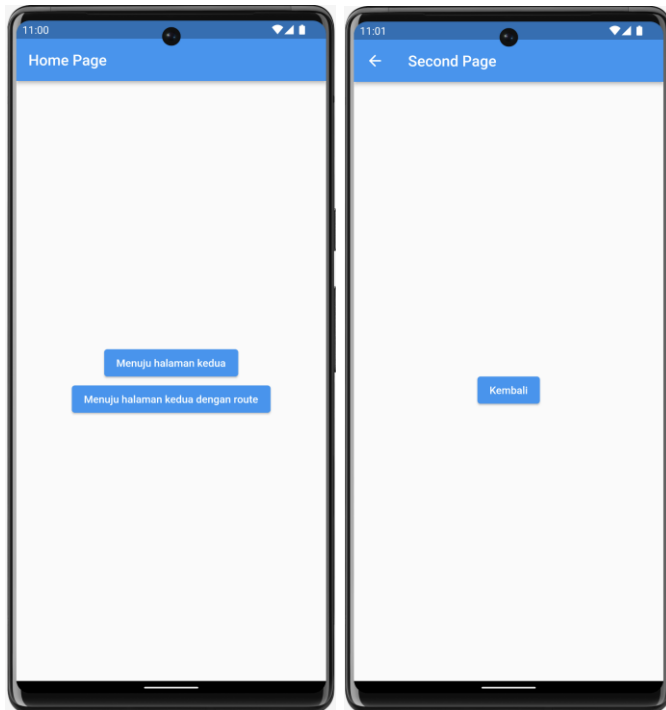 11:00
Home Page
Menuju halaman kedua
Menuju halaman kedua dengan route
11:01
Second Page
Kembali